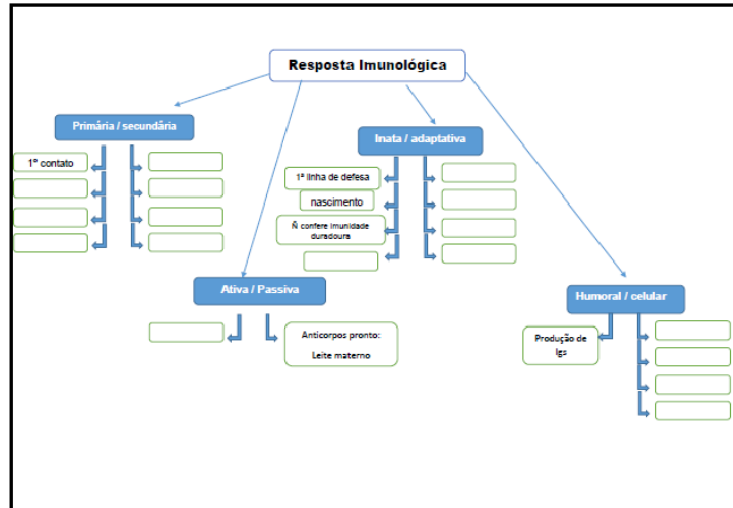 Resposta Imunológica
Primária / secundária
Inata / adaptativa
1º contato
1ª linha de defesa
nascimento
Ñ confere imunidade
duradoura
Ativa / Passiva
Humoral / celular
Anticorpos pronto:
Leite materno
Produção de
Igs